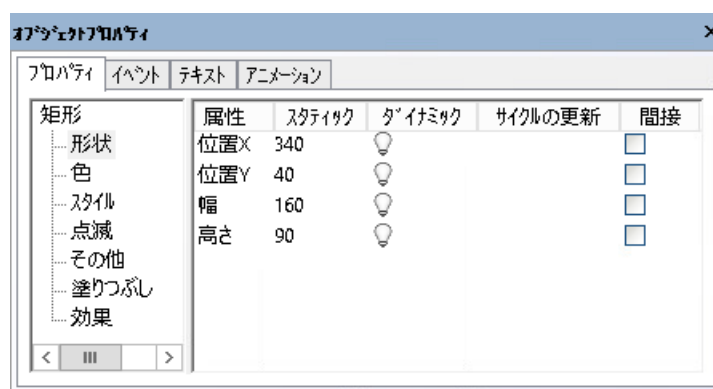 ｵﾌﾞｼﾞｪｸﾄﾌﾟﾛﾊﾟﾃｨ
ﾌﾟﾛﾊﾟﾃｨ ｲﾍﾞﾝﾄ ﾃｷｽﾄ ｱﾆﾒｰｼｮﾝ
矩形
形状
色
ｽﾀｲﾙ
点滅
その他
塗りつぶし
効果
属性 ｽﾀﾃｨｯｸ ﾀﾞｲﾅﾐｯｸ ｻｲｸﾙの更新 間接
位置X 340
位置Y 40
幅 160
高さ 90